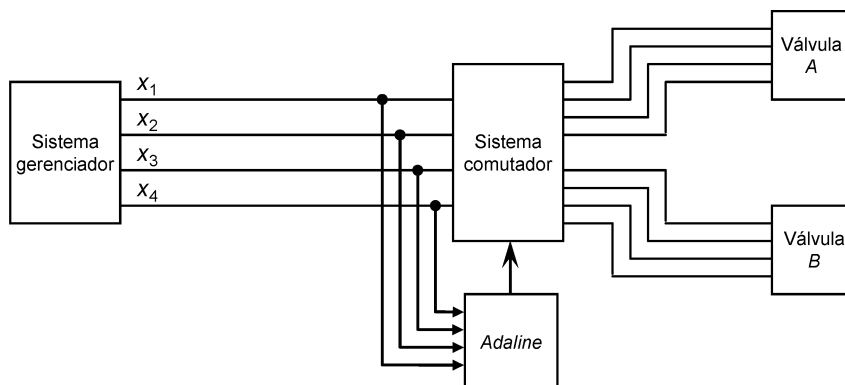 Sistema
gerenciador
x1
x2
x3
x4
Sistema
comutador
Válvula
A
Válvula
B
Adaline